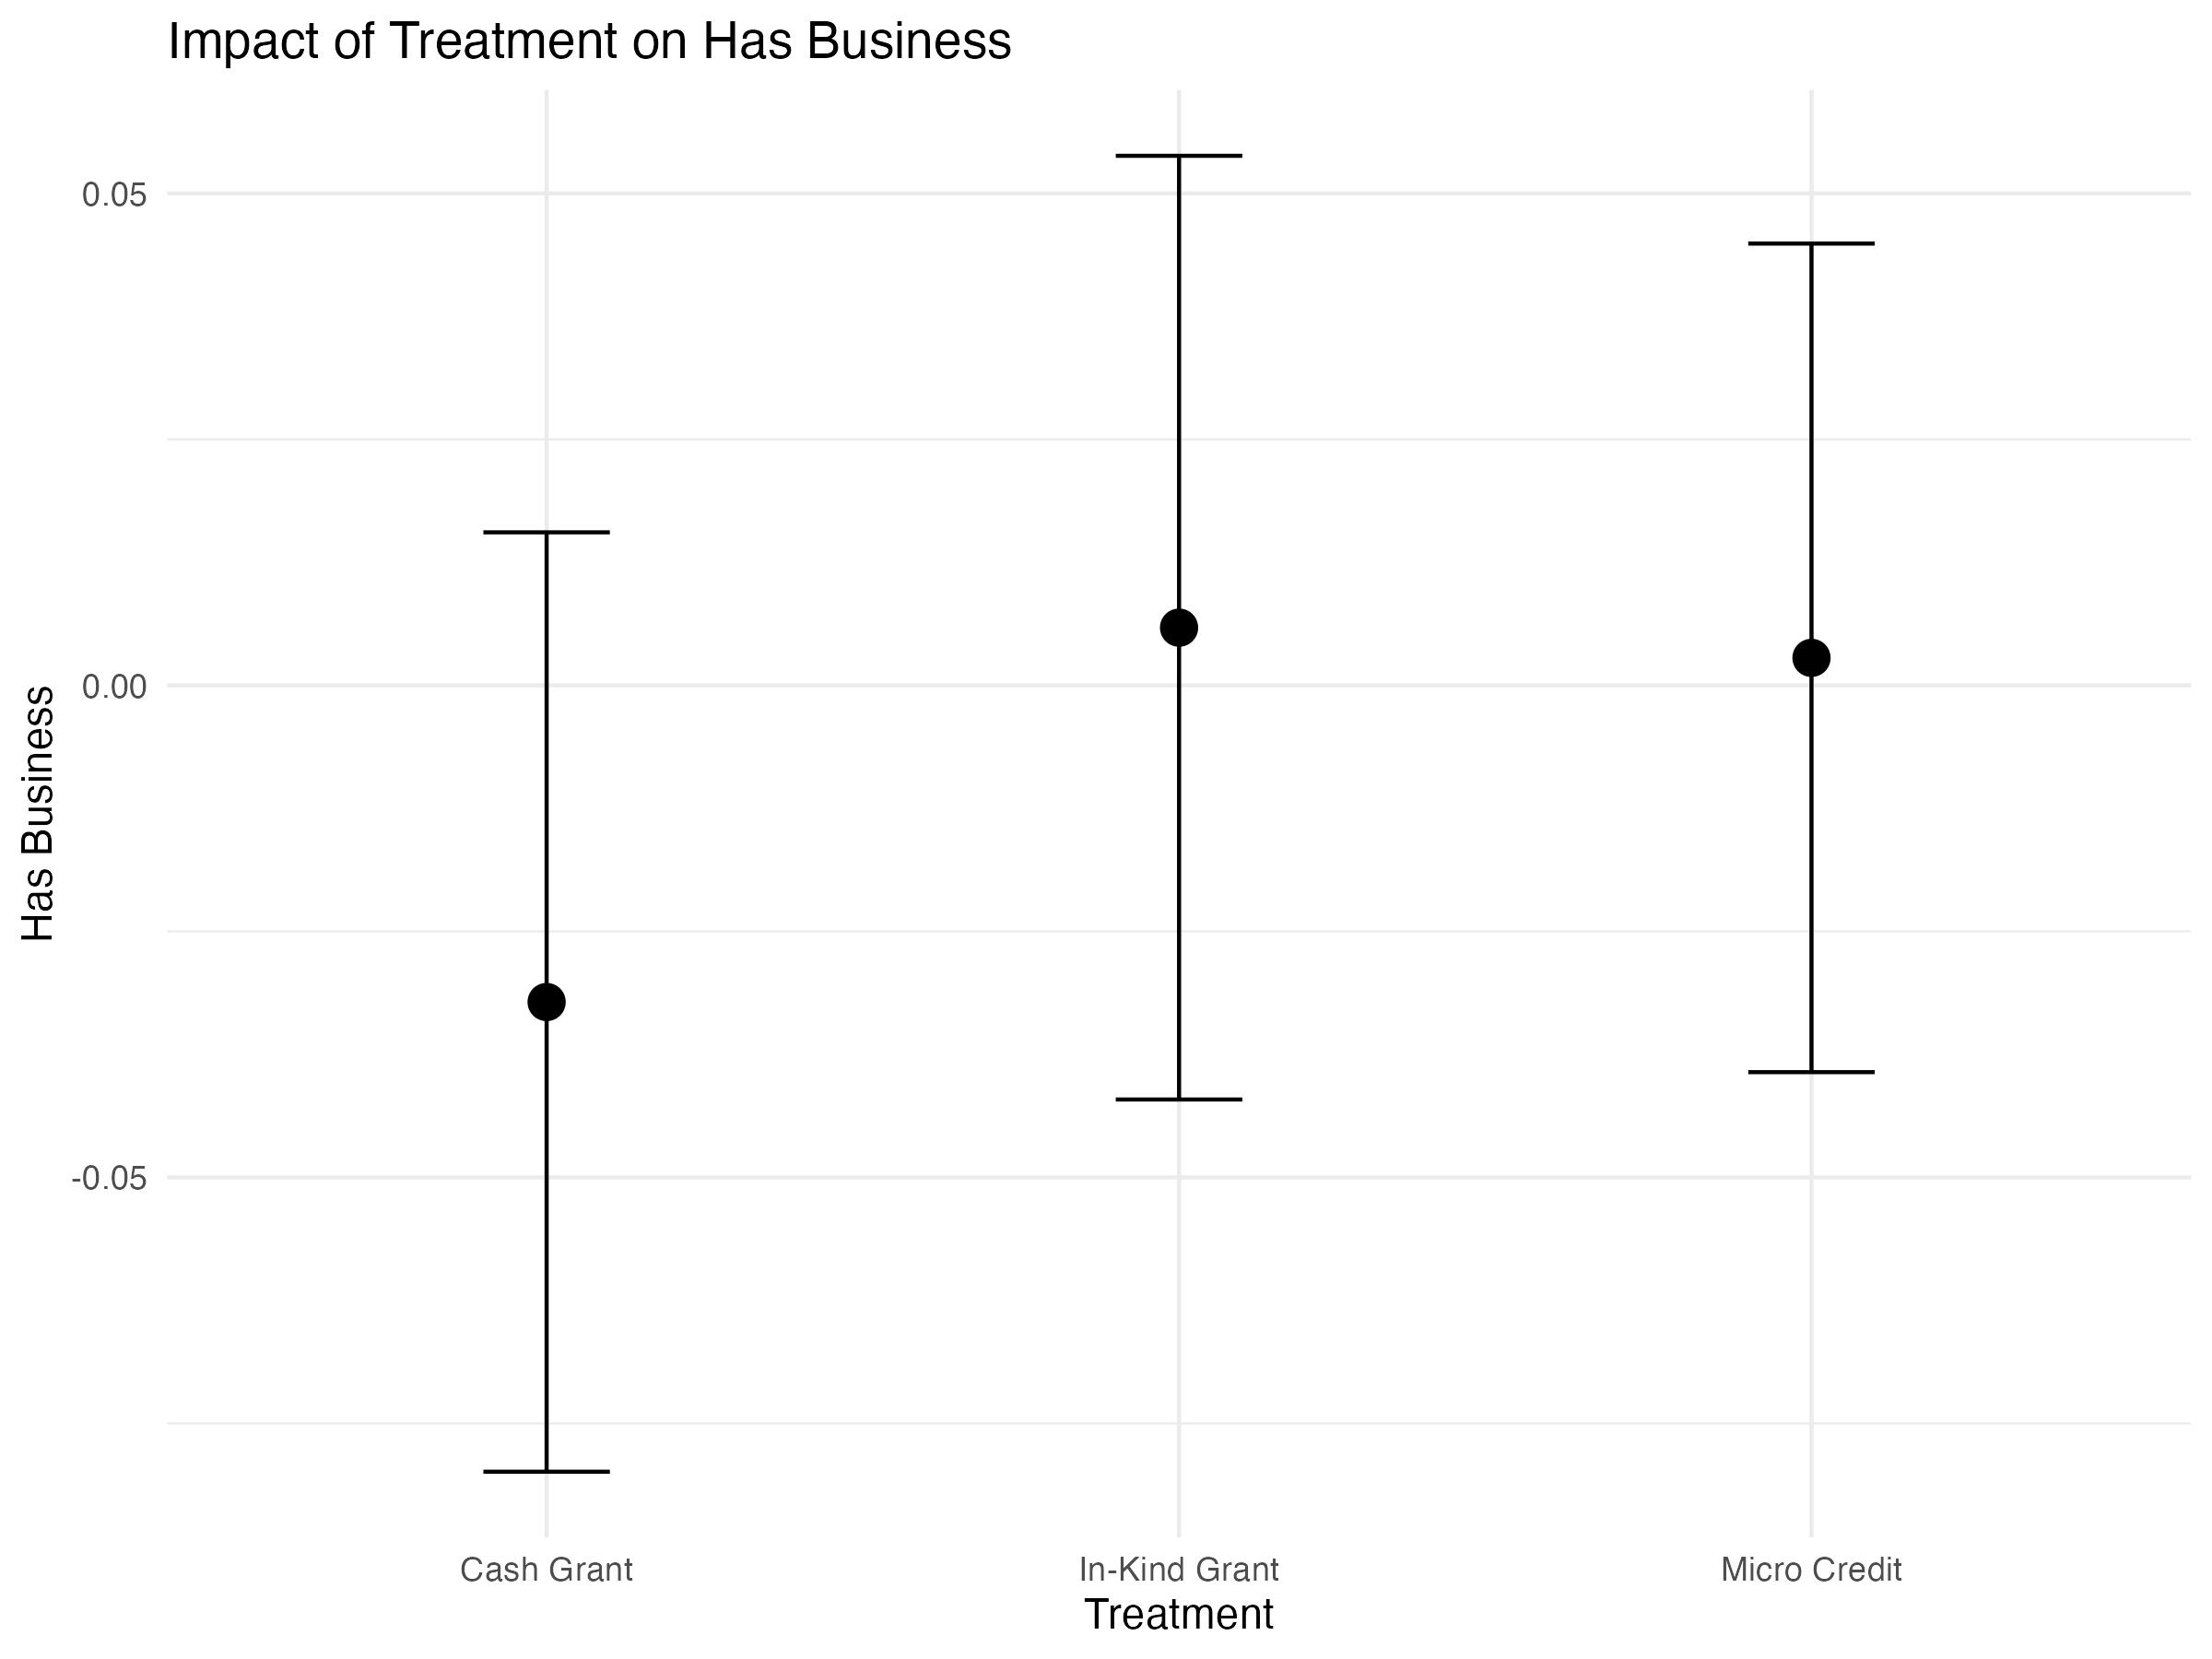 Impact of Treatment on Has Business
Has Business
0.05
0.00
-0.05
Cash Grant
In-Kind Grant
Micro Credit
Treatment